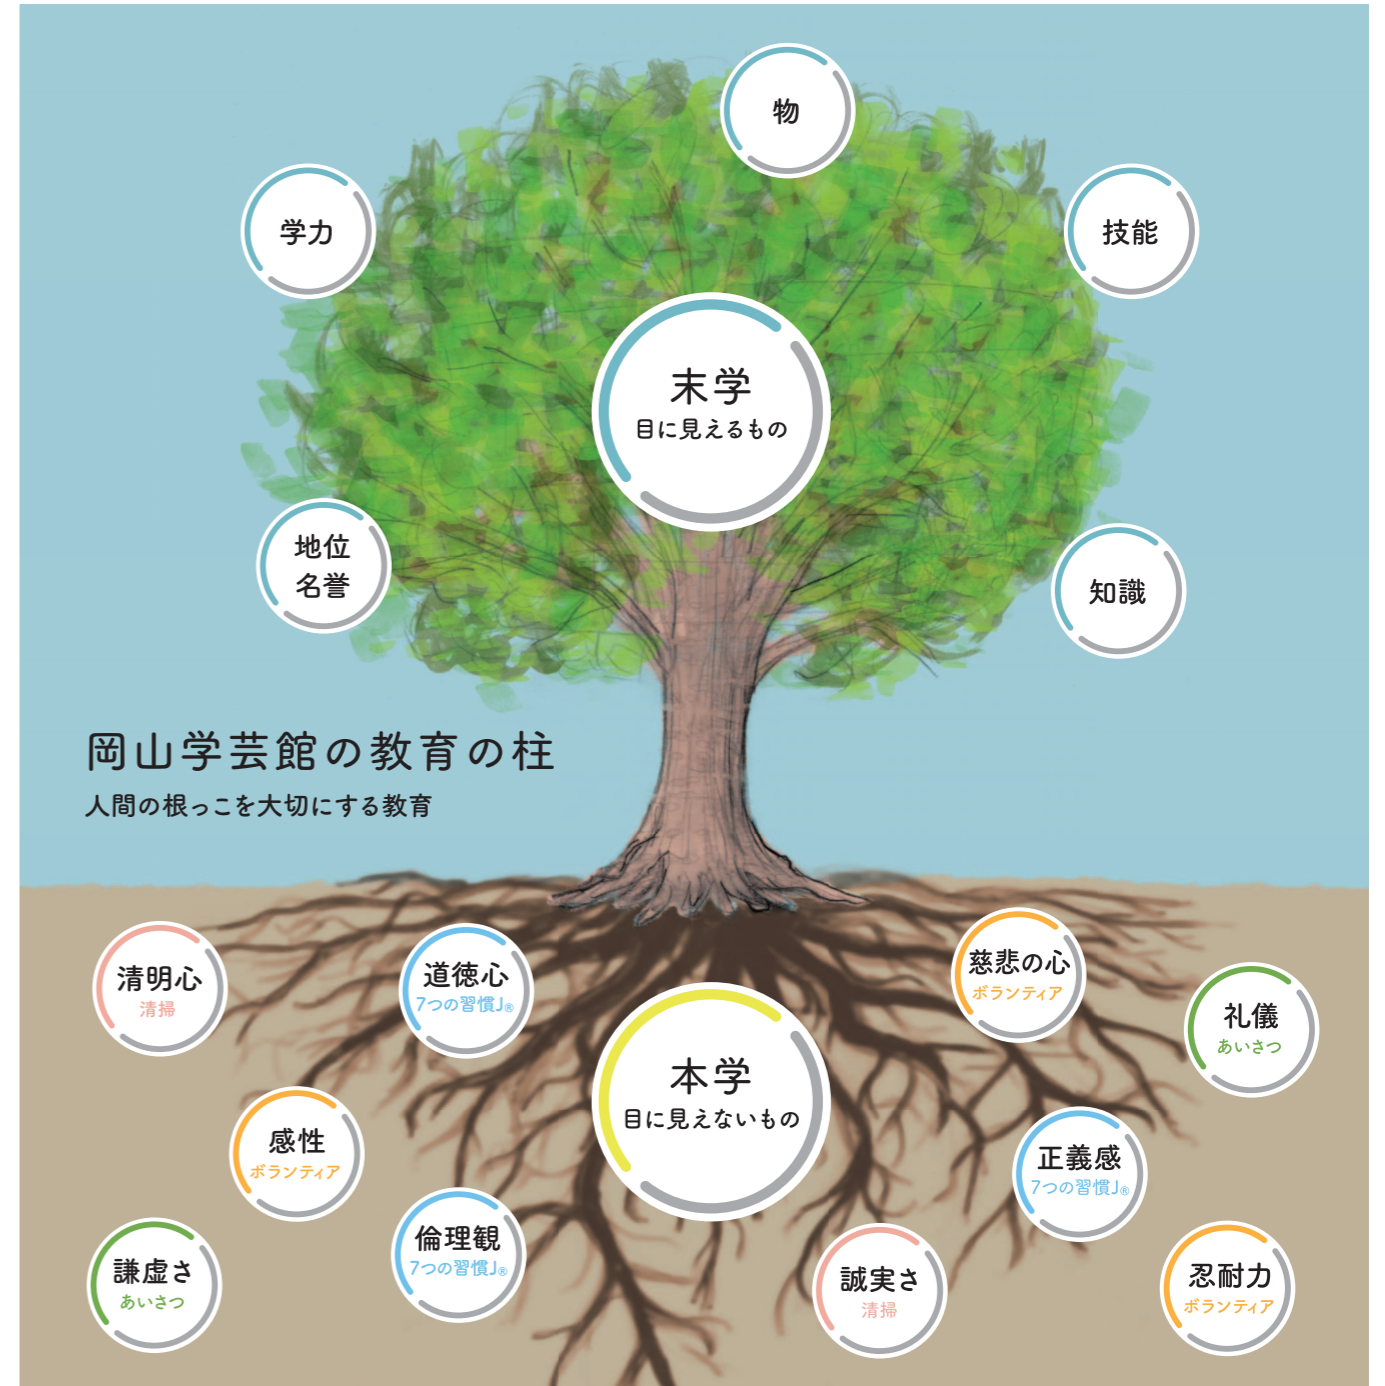 物
学力
技能
末学
目に見えるもの
地位
名誉
知識
岡山学芸館の教育の柱
人間の根っこを大切にする教育
清明心
清掃
道徳心
7つの習慣J®
慈悲の心
ボランティア
礼儀
あいさつ
本学
目に見えないもの
感性
ボランティア
正義感
7つの習慣J®
謙虚さ
あいさつ
倫理観
7つの習慣J®
誠実さ
清掃
忍耐力
ボランティア